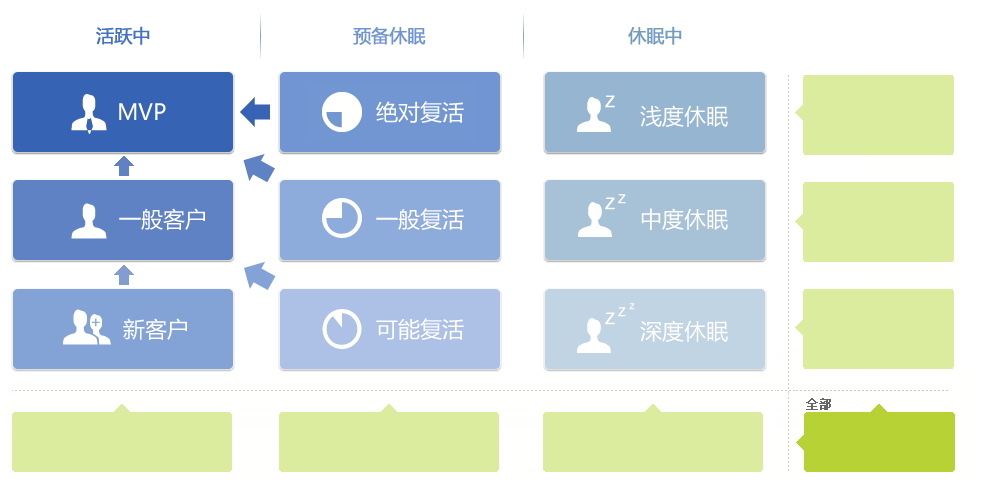 活跃中
预备休眠
休眠中
MVP
绝对复活
浅度休眠
一般客户
一般复活
中度休眠
新客户
可能复活
深度休眠
全部